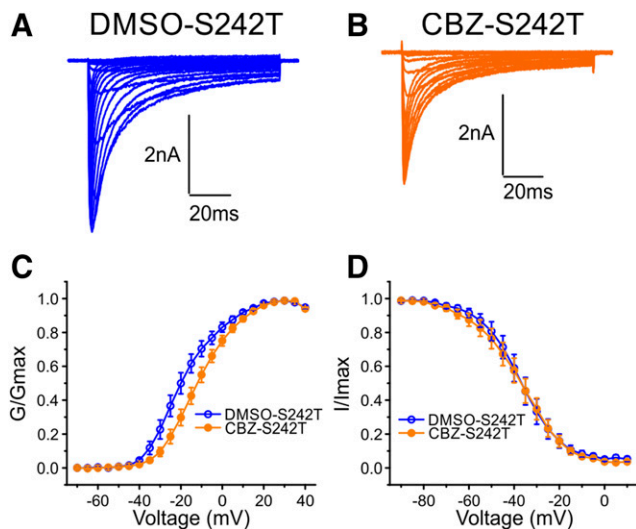 A
DMSO-S242T
B
CBZ-S242T
2nA
20ms
2nA
20ms
C
D
G/Gmax
1.0
0.8
0.6
0.4
0.2
0.0
DMSO-S242T
CBZ-S242T
-60 -40 -20 0 20 40
Voltage (mV)
I/Imax
1.0
0.8
0.6
0.4
0.2
0.0
DMSO-S242T
CBZ-S242T
-80 -60 -40 -20 0
Voltage (mV)